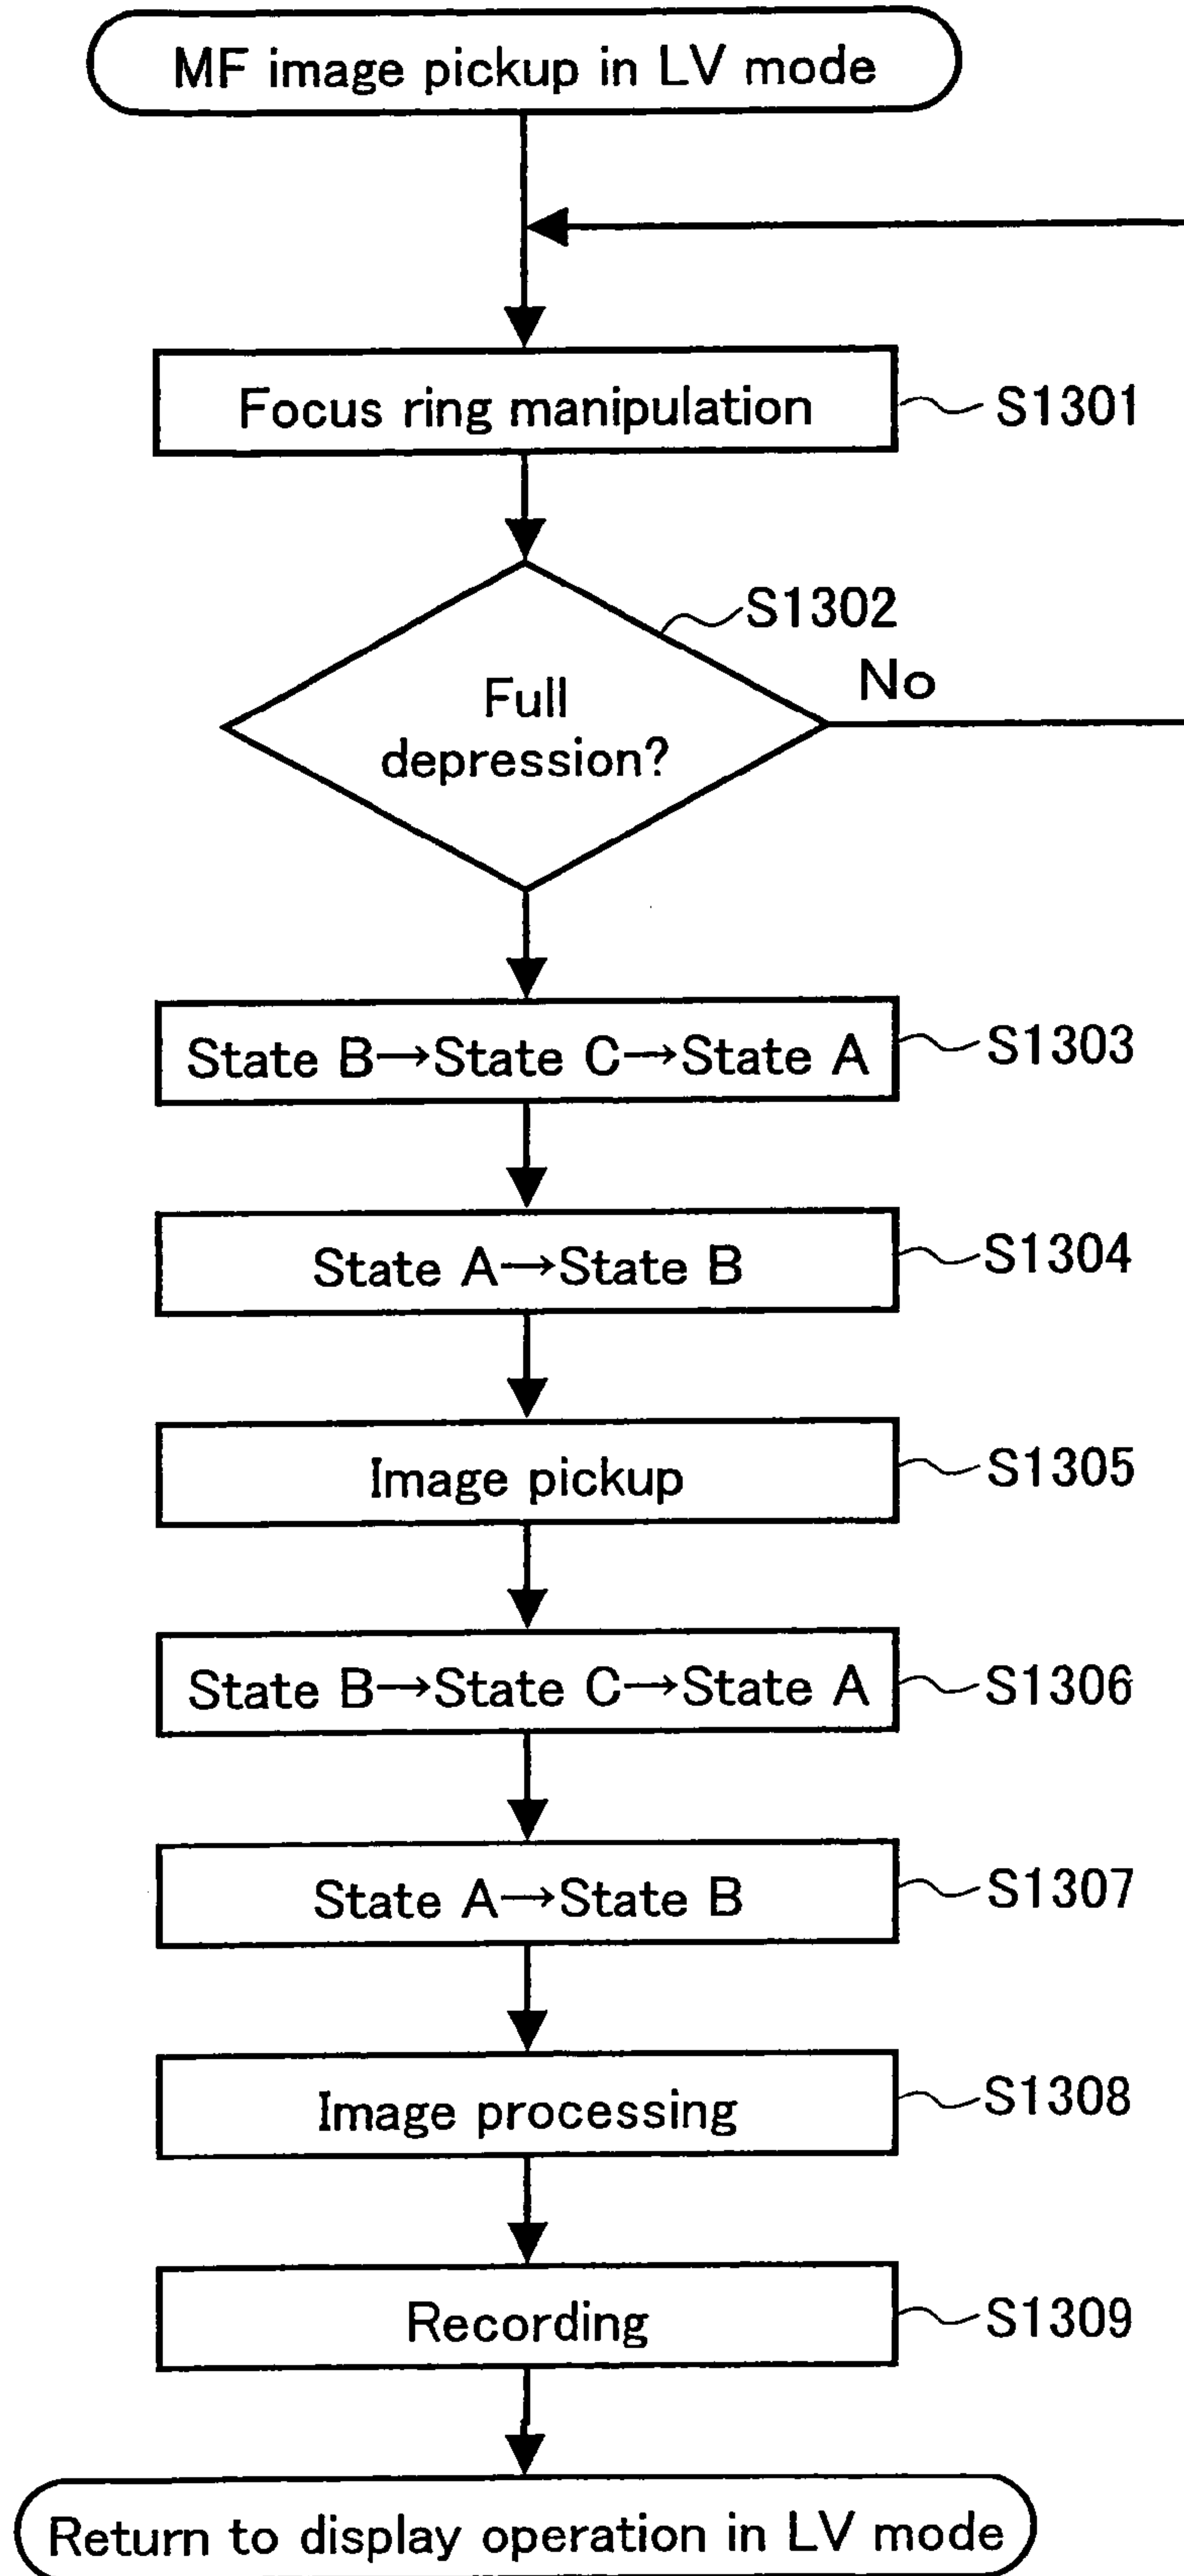 MF image pickup in LV mode
Focus ring manipulation
S1301
S1302
No
Full
depression?
State B→State C→State A
S1303
State A→State B
S1304
Image pickup
S1305
State B→State C→State A
S1306
State A→State B
S1307
Image processing
S1308
Recording
S1309
Return to display operation in LV mode